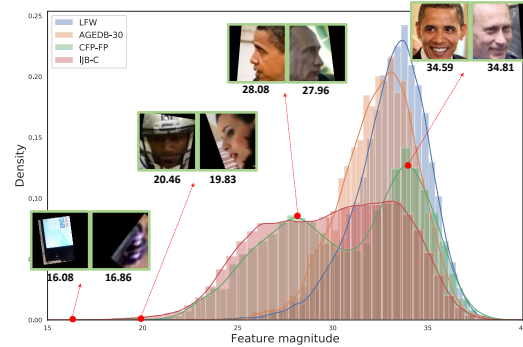 LFW
AGEDB-30
CFP-FP
IJB-C
34.59 34.81
28.08 27.96
20.46 19.83
16.08 16.86
Density
0.25
0.20
0.15
0.10
0.05
0.00
15 20 25 30 35
Feature magnitude